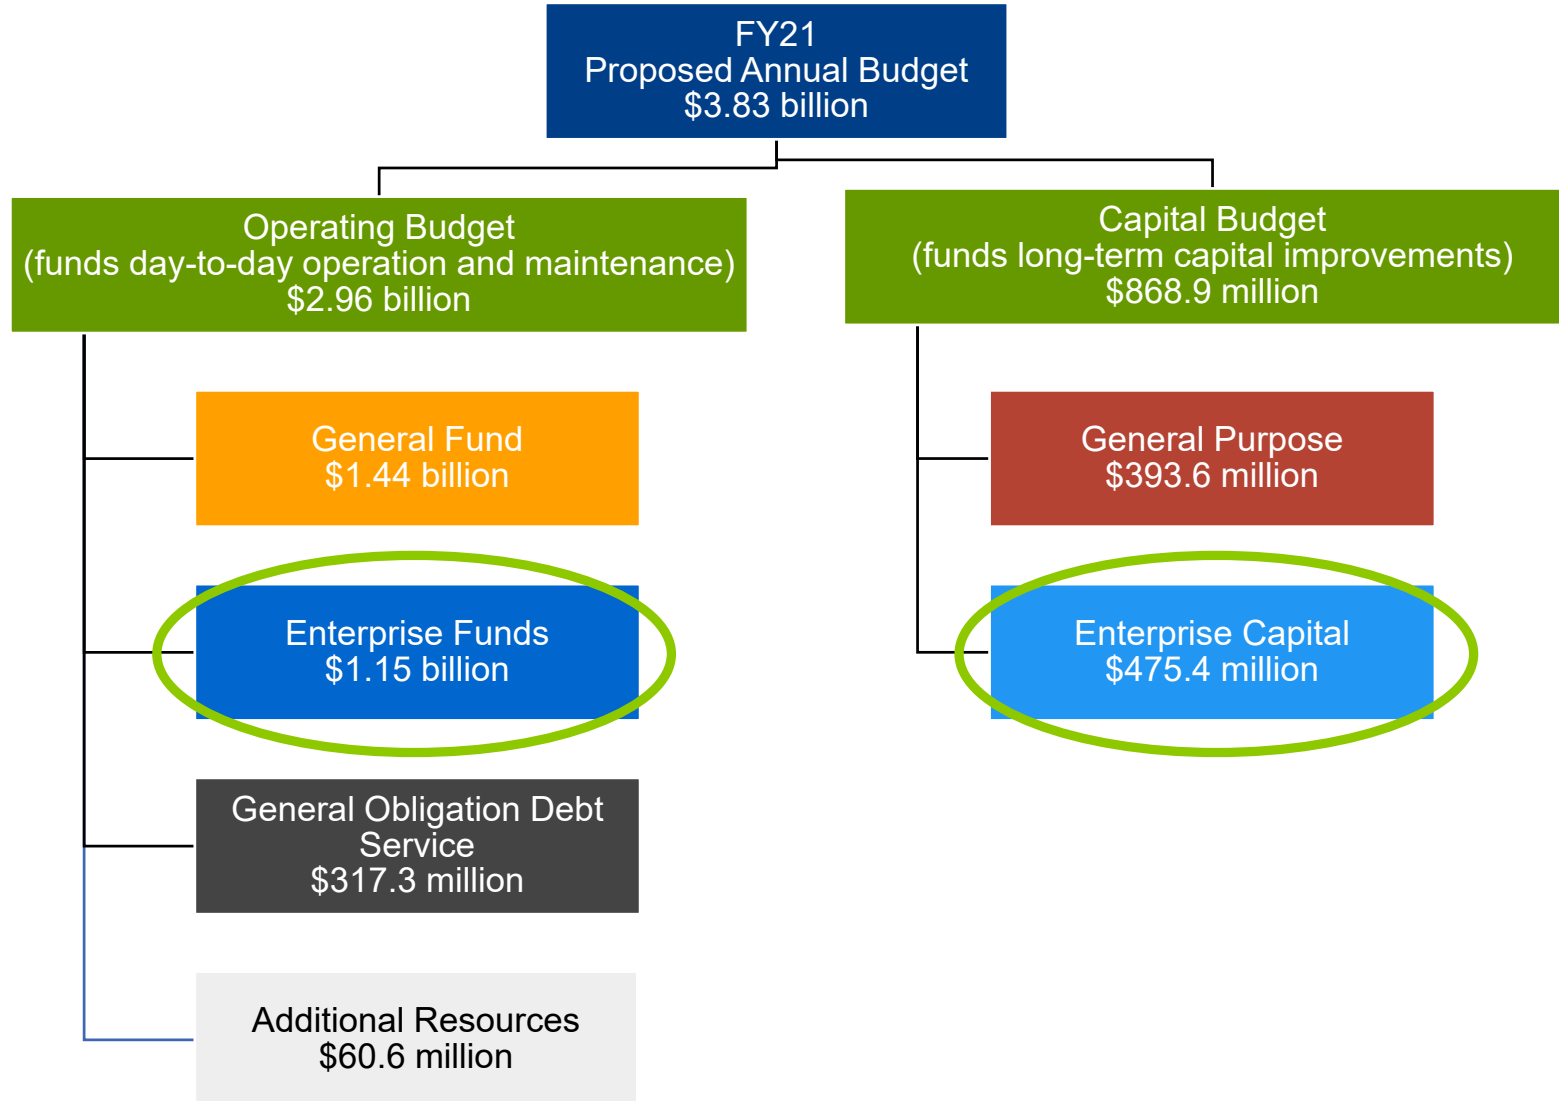 FY21
Proposed Annual Budget
$3.83 billion
Operating Budget
(funds day-to-day operation and maintenance)
$2.96 billion
Capital Budget
(funds long-term capital improvements)
$868.9 million
General Fund
$1.44 billion
General Purpose
$393.6 million
Enterprise Funds
$1.15 billion
Enterprise Capital
$475.4 million
General Obligation Debt
Service
$317.3 million
Additional Resources
$60.6 million